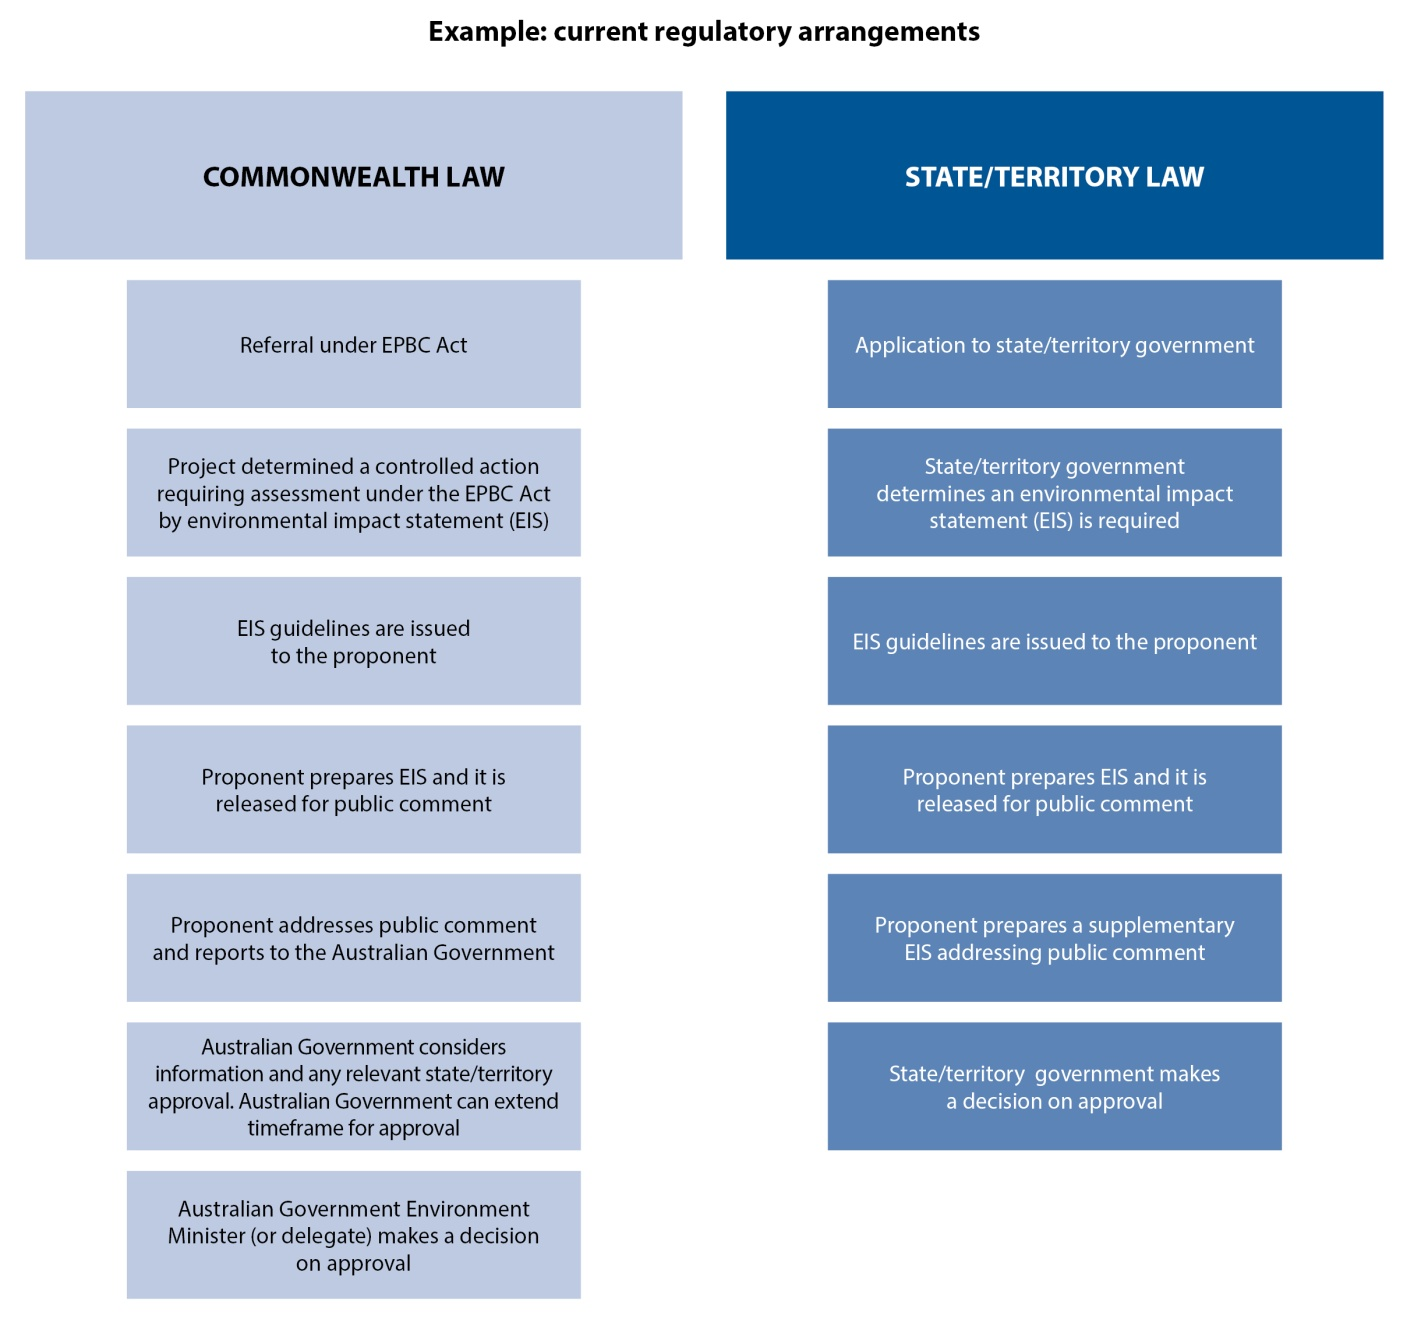 Example: current regulatory arrangements
COMMONWEALTH LAW
Referral under EPBC Act
Project determined a controlled action
requiring assessment under the EPBC Act
by environmental impact statement (EIS)
EIS guidelines are issued
to the proponent
Proponent prepares EIS and it is
released for public comment
Proponent addresses public comment
and reports to the Australian Government
Australian Government considers
information and any relevant state/territory
approval. Australian Government can extend
timeframe for approval
Australian Government Environment
Minister (or delegate) makes a decision
on approval
STATE/TERRITORY LAW
Application to state/territory government
State/territory government
determines an environmental impact
statement (EIS) is required
EIS guidelines are issued to the proponent
Proponent prepares EIS and it is
released for public comment
Proponent prepares a supplementary
EIS addressing public comment
State/territory  government makes
a decision on approval